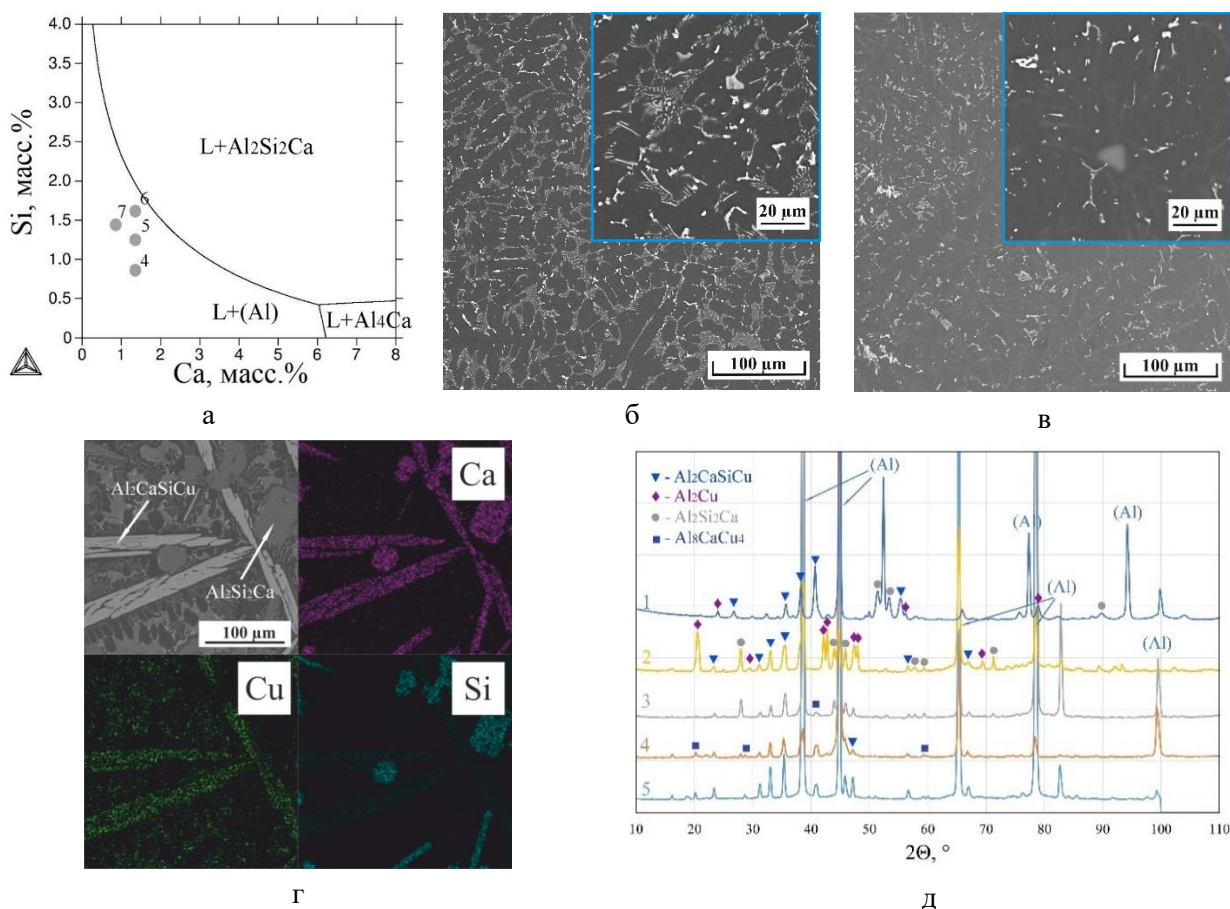 4.0
3.5
3.0
2.5
2.0
1.5
1.0
0.5
0
Si, масс.%
L+Al2Si2Ca
6
7
5
4
L+(Al)
L+Al4Ca
0 1 2 3 4 5 6 7 8
Ca, масс.%
а
20 µm
100 µm
б
20 µm
100 µm
в
Al2CaSiCu
Al2Si2Ca
100 µm
Ca
Cu
Si
г
- Al2CaSiCu
- Al2Cu
- Al2Si2Ca
- Al8CaCu4
(Al)
(Al)
(Al)
(Al)
(Al)
1
2
3
4
5
10 20 30 40 50 60 70 80 90 100 110
2Θ, °
д